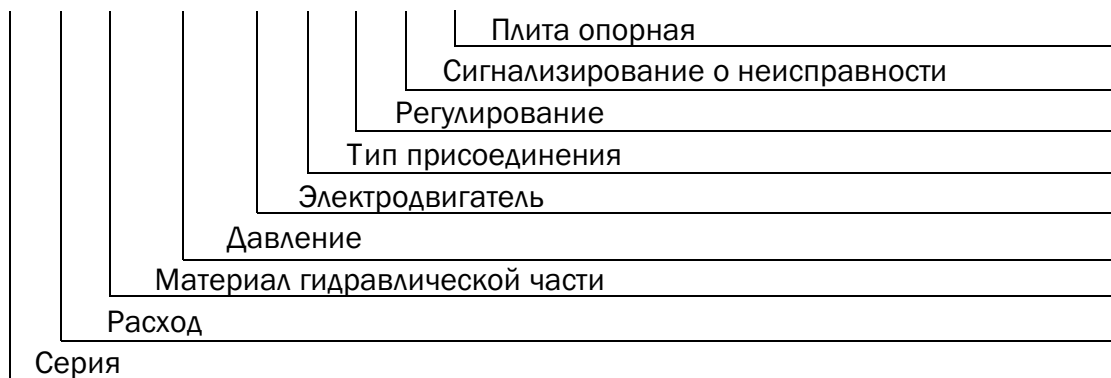 Плита опорная
Сигнализирование о неисправности
Регулирование
Тип присоединения
Электродвигатель
Давление
Материал гидравлической части
Расход
Серия